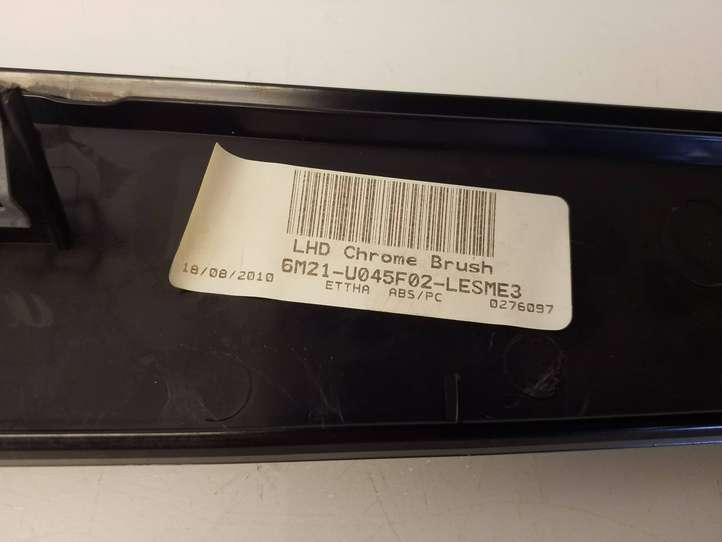 LHD Chrome Brush
18/08/2010 6M21-U045F02-LESME3
ETTHA ABS/PC 0276097